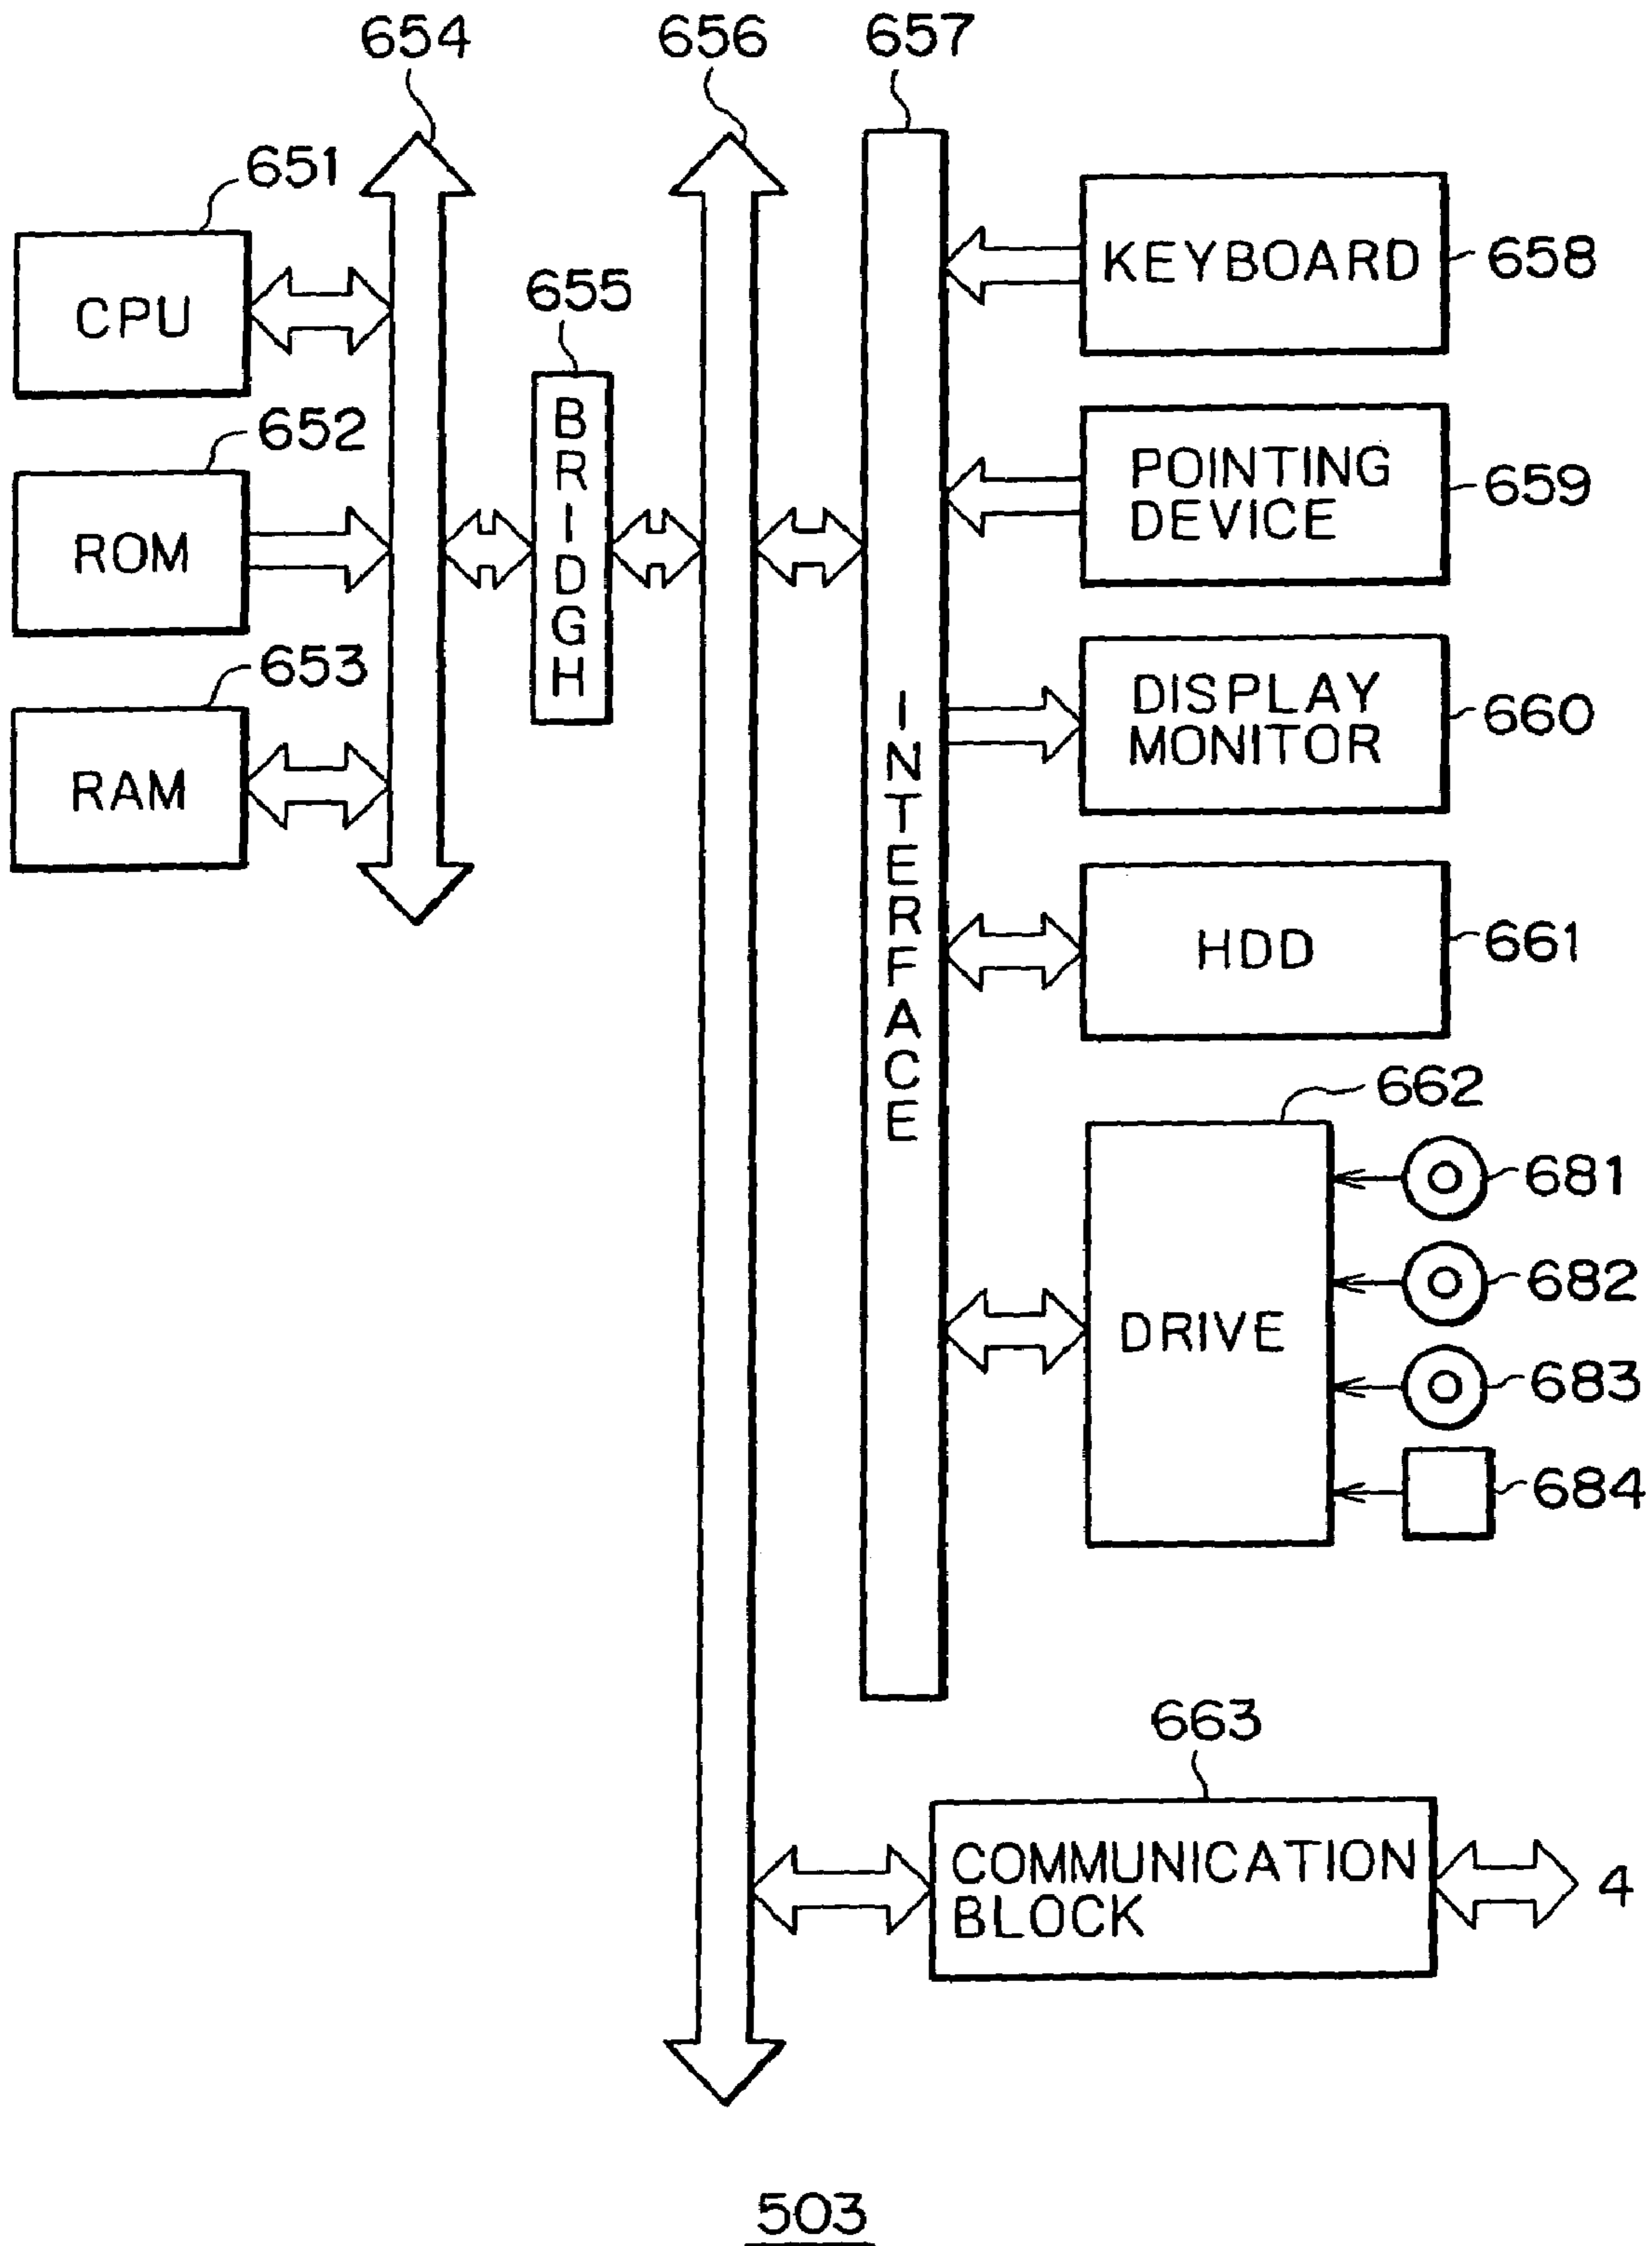 654
656
657
651
CPU
652
ROM
653
RAM
655
BRIDGH
INTERFACE
KEYBOARD
658
POINTING
DEVICE
659
DISPLAY
MONITOR
660
HDD
661
662
DRIVE
681
682
683
684
663
COMMUNICATION
BLOCK
4
503